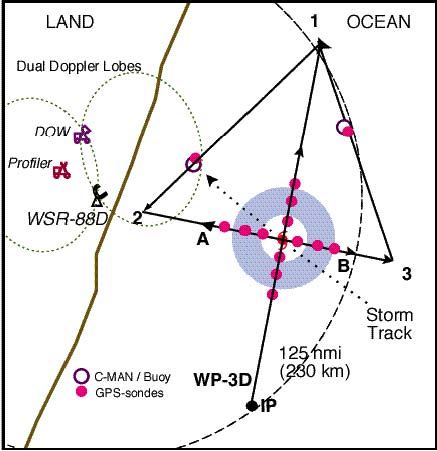 LAND
1
OCEAN
Dual Doppler Lobes
DOW
Profiler
WSR-88D
2
A
B
3
Storm
Track
125 nmi
(230 km)
WP-3D
IP
C-MAN / Buoy
GPS-sondes